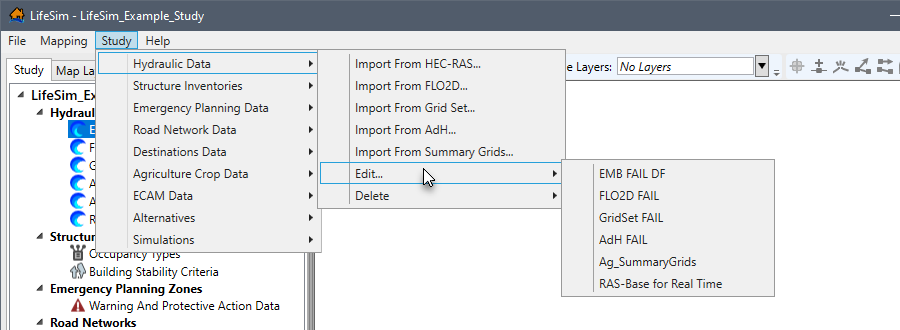 LifeSim - LifeSim_Example_Study
File Mapping Study Help
Hydraulic Data
Structure Inventories
Emergency Planning Data
Road Network Data
Destinations Data
Agriculture Crop Data
ECAM Data
Alternatives
Simulations
Import From HEC-RAS...
Import From FLO2D...
Import From Grid Set...
Import From AdH...
Import From Summary Grids...
Edit...
Delete
EMB FAIL DF
FLO2D FAIL
GridSet FAIL
AdH FAIL
Ag_SummaryGrids
RAS-Base for Real Time
Layers: No Layers
Study Map La
LifeSim_Ex
Hydraul
E
F
G
A
A
R
Structur
Occupancy Types
Building Stability Criteria
Emergency Planning Zones
Warning And Protective Action Data
Road Networks